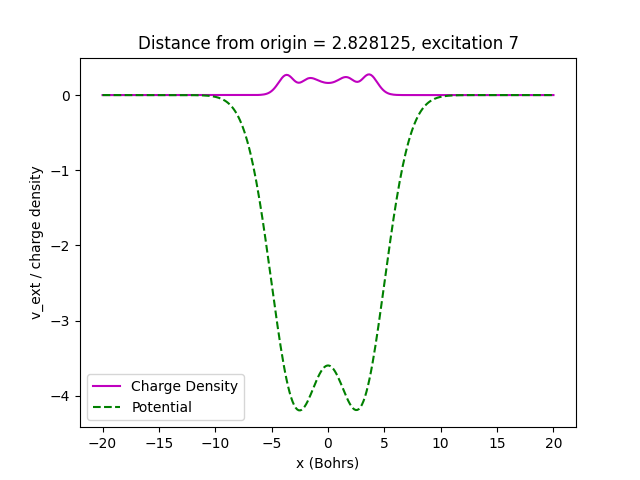 Distance from origin = 2.828125, excitation 7
v_ext / charge density
0
−1
−2
−3
−4
Charge Density
Potential
−20 −15 −10 −5 0 5 10 15 20
x (Bohrs)